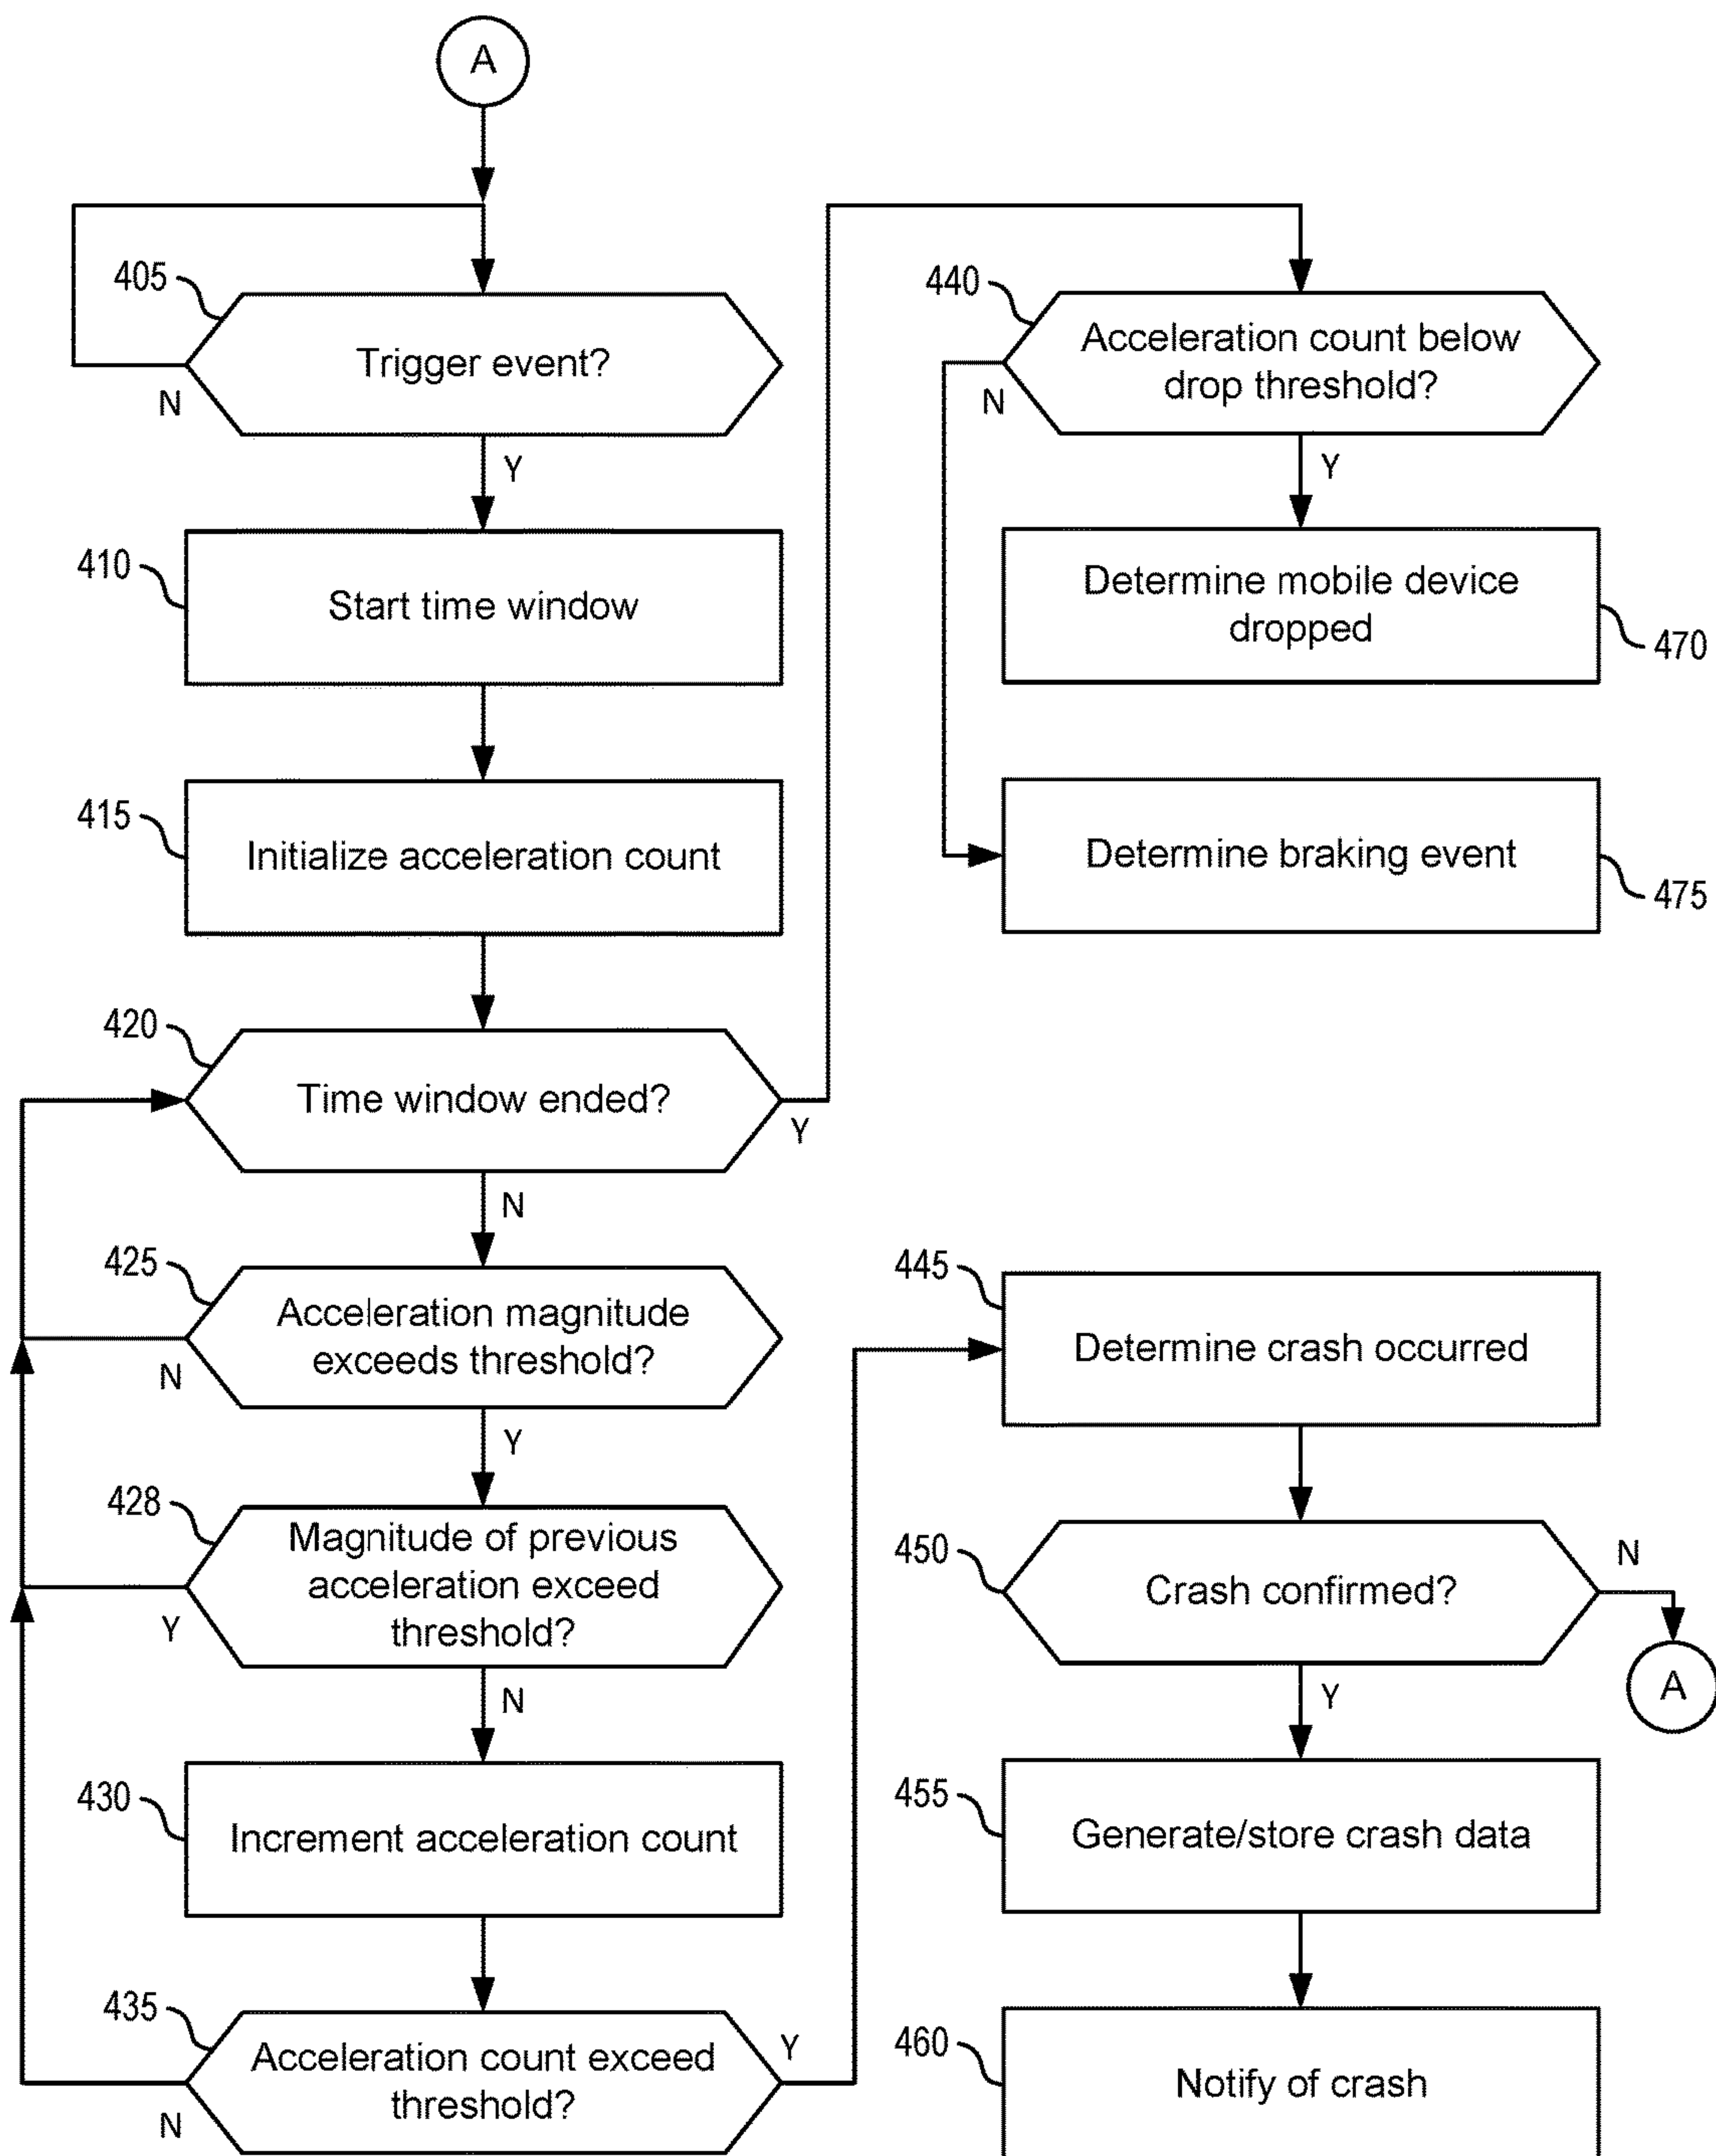 A
405
Trigger event?
N
Y
410
Start time window
415
Initialize acceleration count
420
Time window ended?
Y
N
425
Acceleration magnitude
exceeds threshold?
N
Y
428
Magnitude of previous
acceleration exceed
threshold?
Y
N
430
Increment acceleration count
435
Acceleration count exceed
threshold?
Y
N
440
Acceleration count below
drop threshold?
N
Y
Determine mobile device
dropped
470
Determine braking event
475
445
Determine crash occurred
450
Crash confirmed?
N
A
Y
455
Generate/store crash data
460
Notify of crash